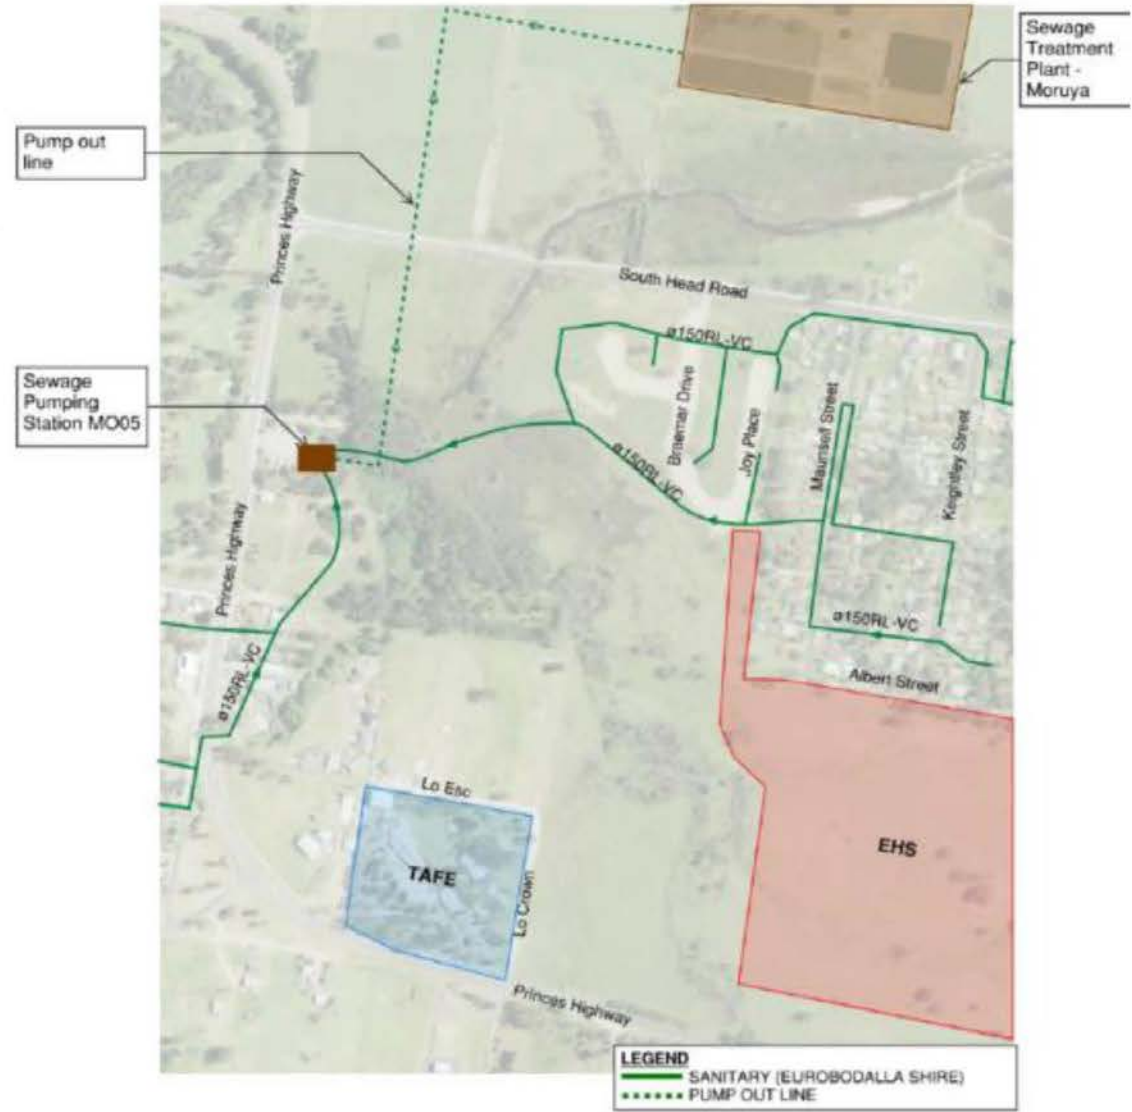 Sewage
Treatment
Plant -
Moruya
Pump out
line
Princes Highway
South Head Road
ø150RL-VC
Sewage
Pumping
Station MO05
Braemar Drive
Joy Place
Maunsell Street
Keightley Street
ø150RL-VC
Princes Highway
ø150RL-VC
ø150RL-VC
Albert Street
Lo Esc
TAFE
EHS
Lo Crown
Princes Highway
LEGEND
SANITARY (EUROBODALLA SHIRE)
PUMP OUT LINE